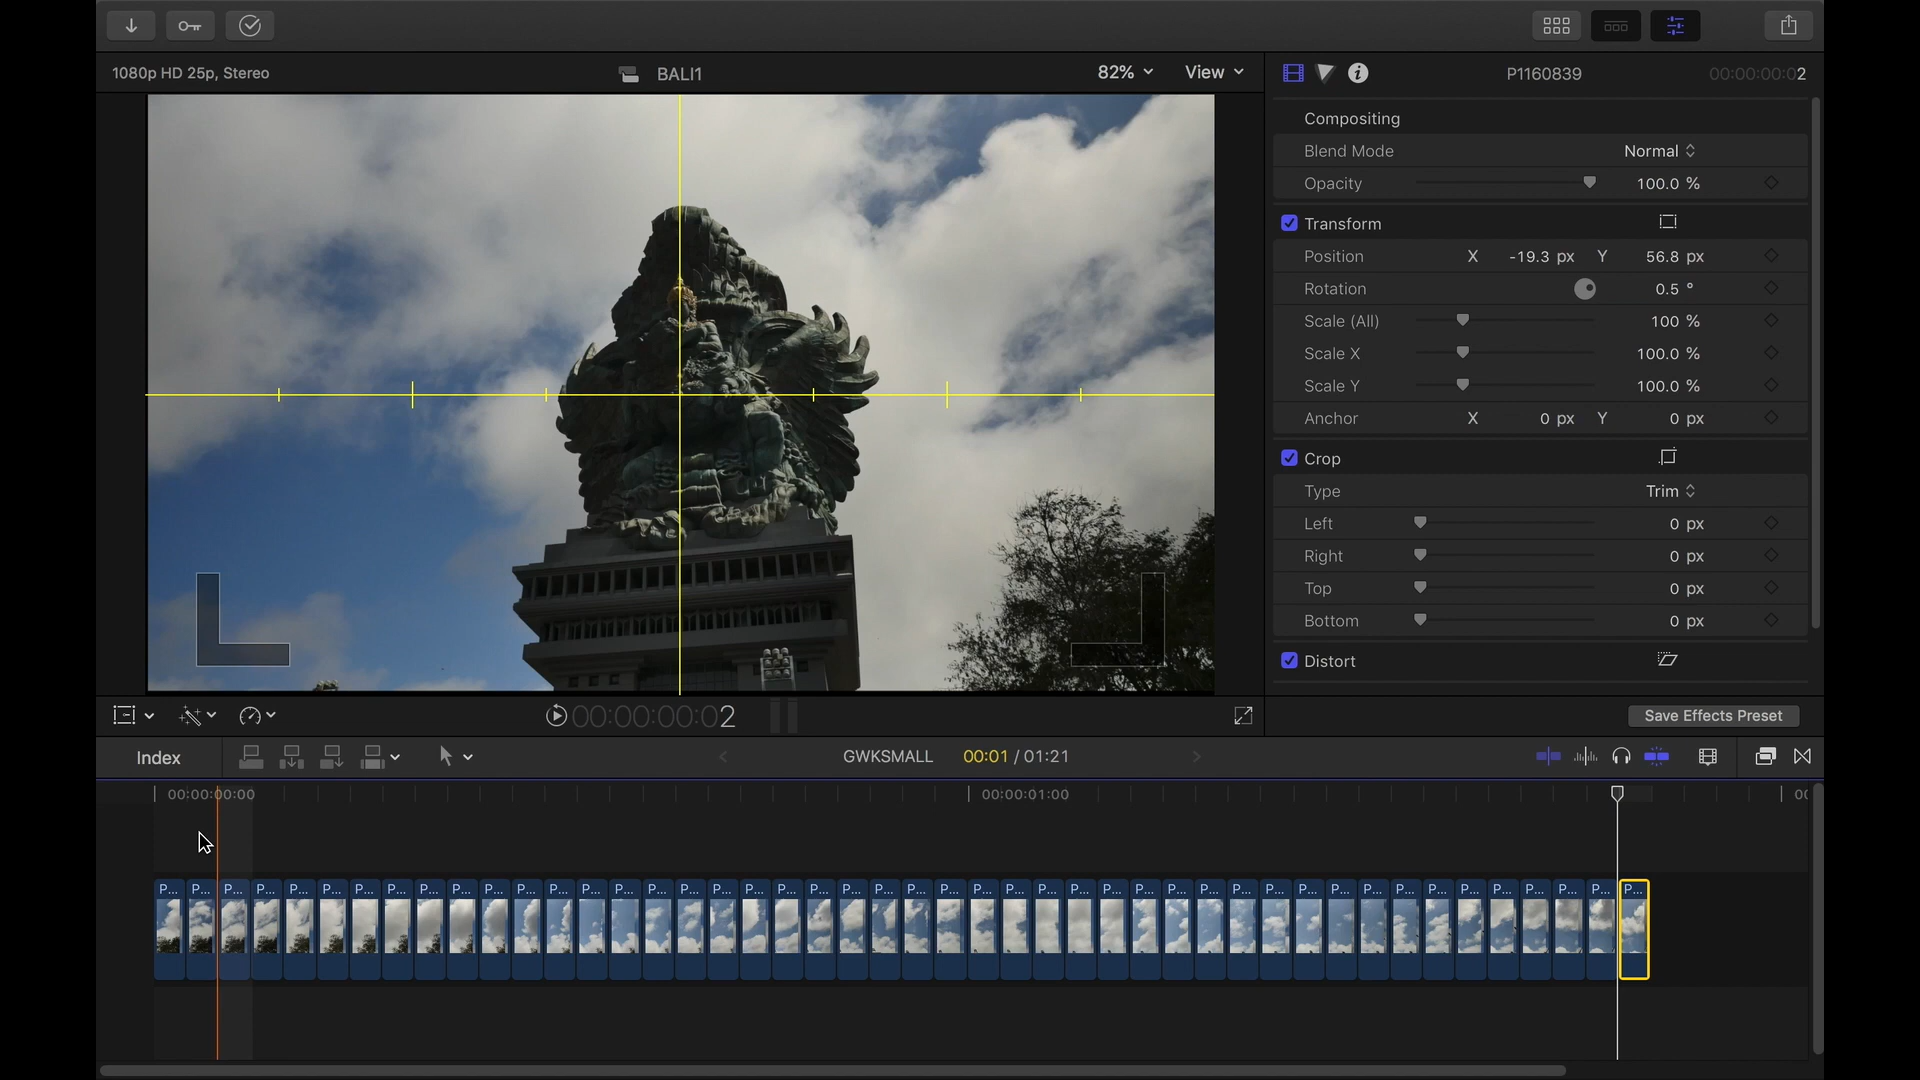 1080p HD 25p, Stereo
BALI1
82%
View
P1160839
00:00:00:02
Compositing
Blend Mode
Normal
Opacity
100.0 %
Transform
Position
X
-19.3 px
Y
56.8 px
Rotation
0.5 °
Scale (All)
100 %
Scale X
100.0 %
Scale Y
100.0 %
Anchor
X
0 px
Y
0 px
Crop
Type
Trim
Left
0 px
Right
0 px
Top
0 px
Bottom
0 px
Distort
00:00:00:02
Save Effects Preset
Index
GWKSMALL
00:01 / 01:21
00:00:00:00
00:00:01:00
00
P... P... P... P... P... P... P... P... P... P... P... P... P... P... P... P... P... P... P... P... P... P... P... P... P... P... P... P... P... P... P... P... P... P... P... P... P... P... P... P... P... P... P... P... P... P...